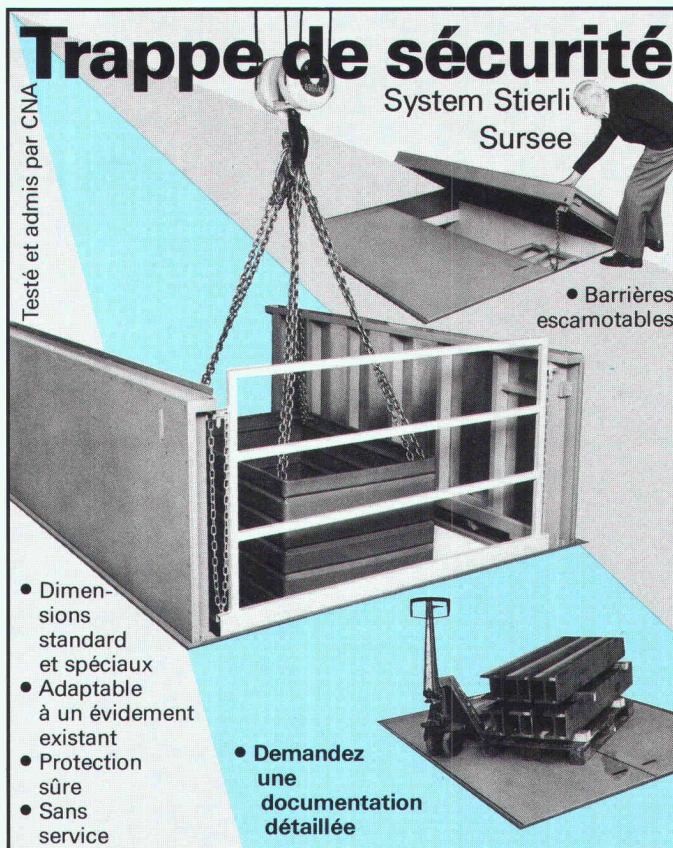 Trappe de sécurité
System Stierli
Sursee
Testé et admis par CNA
• Barrières
escamotables
• Dimen-
sions
standard
et spéciaux
• Adaptable
à un évidement
existant
• Protection
sûre
• Sans
service
• Demandez
une
documentation
détaillée